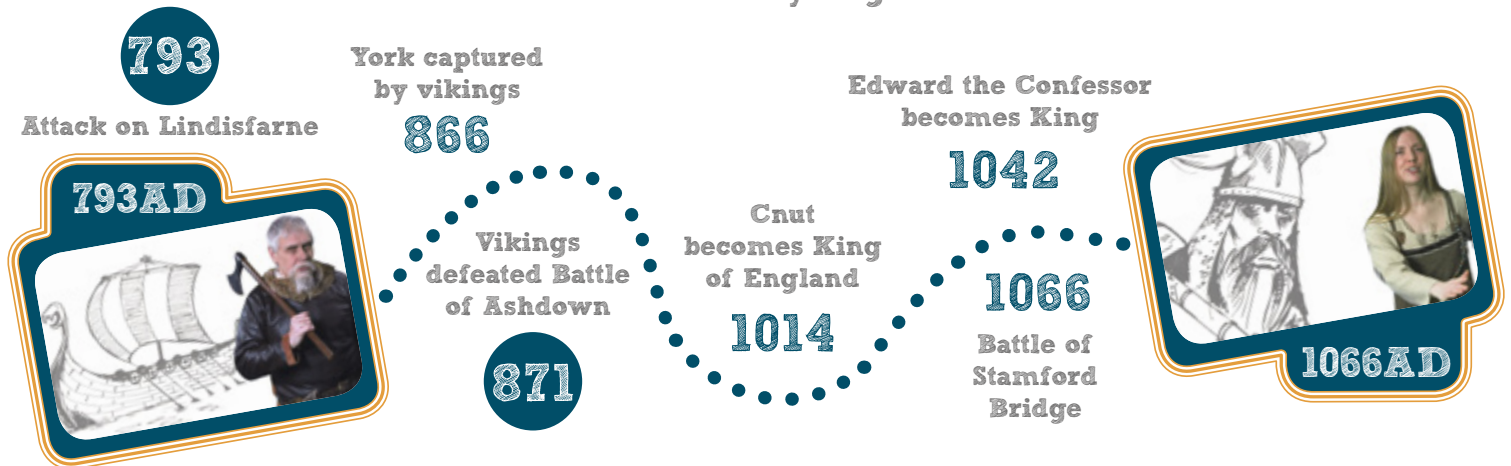 793
Attack on Lindisfarne
793AD
York captured
by vikings
866
Vikings
defeated Battle
of Ashdown
871
Cnut
becomes King
of England
1014
Edward the Confessor
becomes King
1042
1066
Battle of
Stamford
Bridge
1066AD